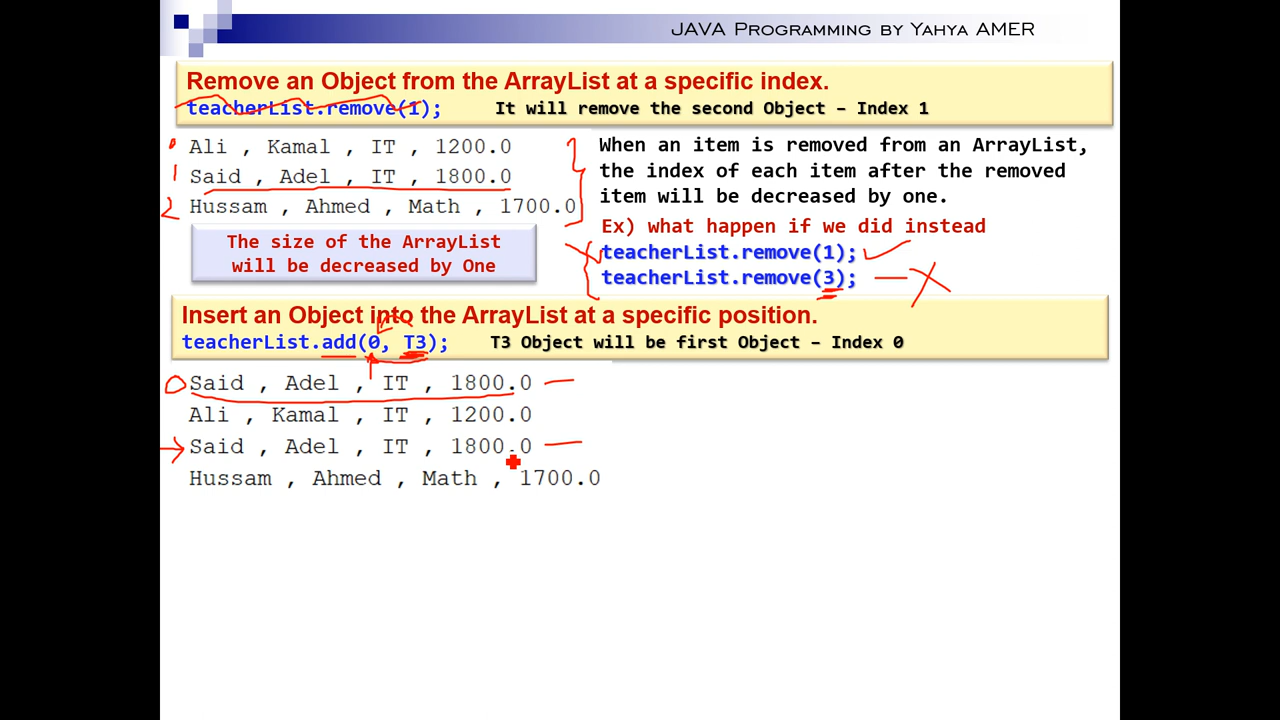 JAVA Programming by Yahya AMER
Remove an Object from the ArrayList at a specific index.
teacherList.remove(1); It will remove the second Object – Index 1
0 Ali , Kamal , IT , 1200.0
1 Said , Adel , IT , 1800.0
2 Hussam , Ahmed , Math , 1700.0
The size of the ArrayList
will be decreased by One
When an item is removed from an ArrayList,
the index of each item after the removed
item will be decreased by one.
Ex) what happen if we did instead
teacherList.remove(1);
teacherList.remove(3);
Insert an Object into the ArrayList at a specific position.
teacherList.add(0, T3); T3 Object will be first Object – Index 0
0 Said , Adel , IT , 1800.0
Ali , Kamal , IT , 1200.0
Said , Adel , IT , 1800.0
Hussam , Ahmed , Math , 1700.0